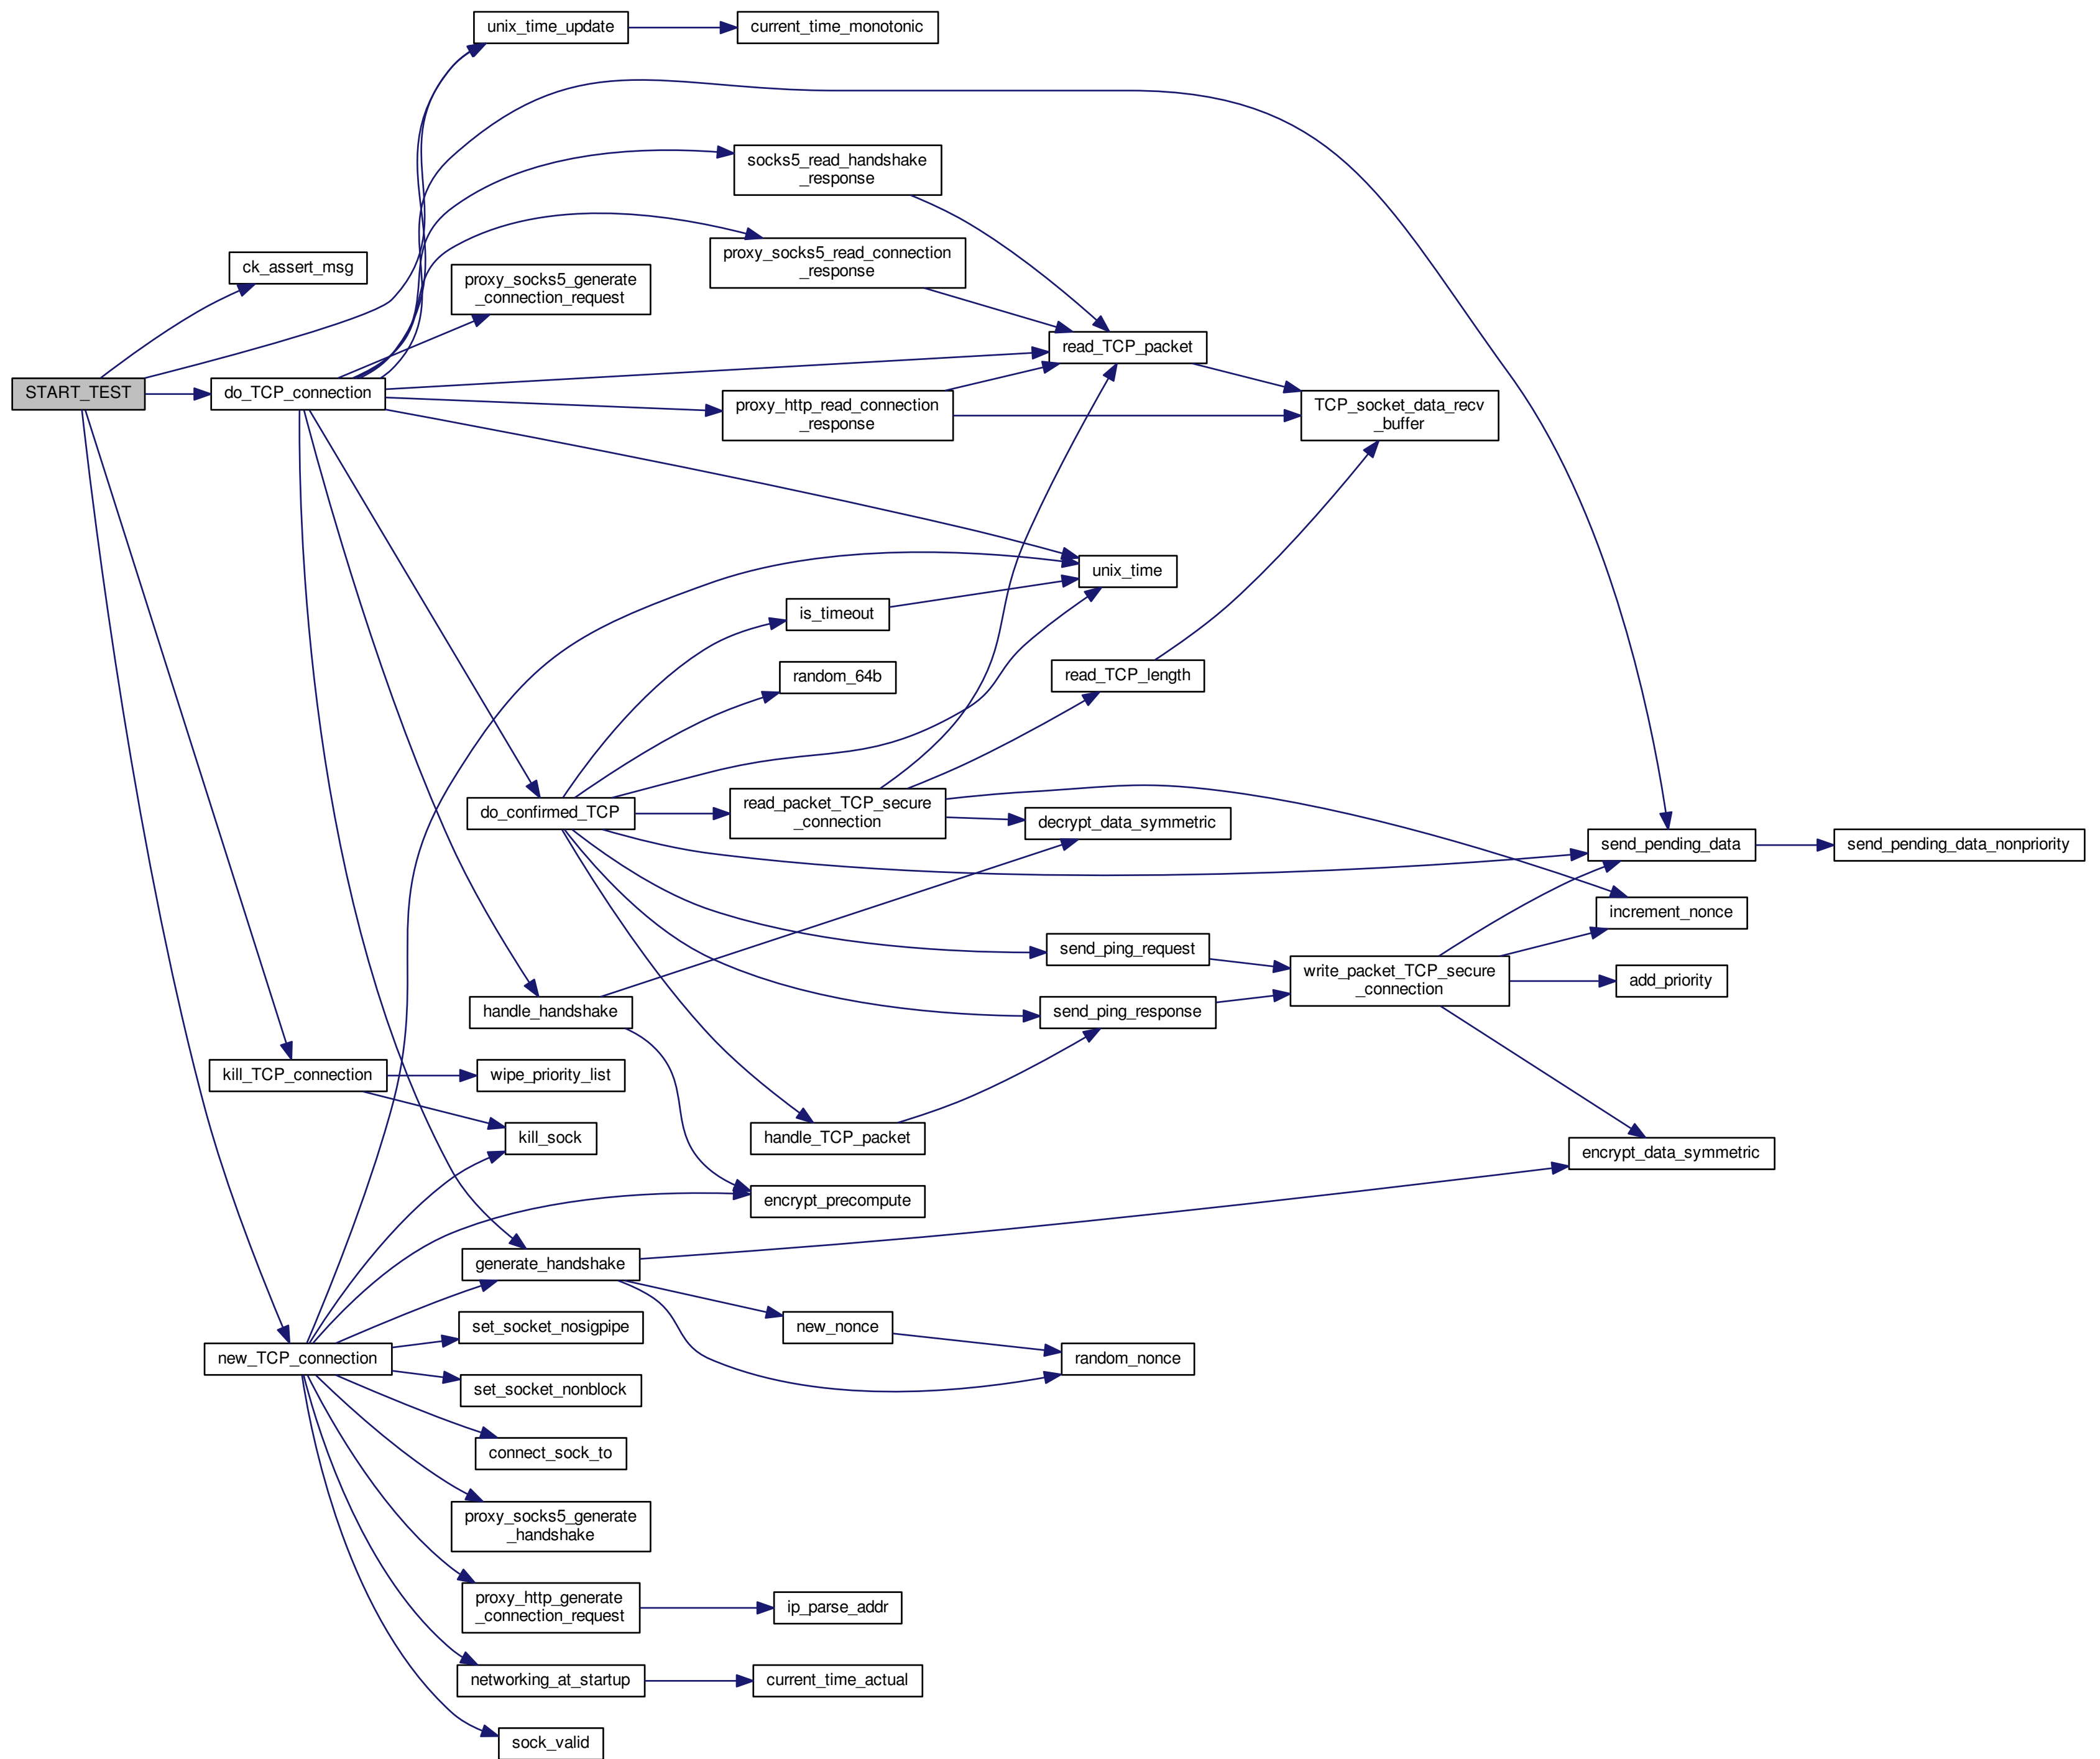 unix_time_update
current_time_monotonic
socks5_read_handshake
_response
ck_assert_msg
proxy_socks5_generate
_connection_request
proxy_socks5_read_connection
_response
read_TCP_packet
START_TEST
do_TCP_connection
proxy_http_read_connection
_response
TCP_socket_data_recv
_buffer
unix_time
is_timeout
random_64b
read_TCP_length
do_confirmed_TCP
read_packet_TCP_secure
_connection
decrypt_data_symmetric
send_pending_data
send_pending_data_nonpriority
increment_nonce
send_ping_request
write_packet_TCP_secure
_connection
add_priority
handle_handshake
send_ping_response
kill_TCP_connection
wipe_priority_list
kill_sock
handle_TCP_packet
encrypt_data_symmetric
encrypt_precompute
generate_handshake
set_socket_nosigpipe
new_nonce
new_TCP_connection
random_nonce
set_socket_nonblock
connect_sock_to
proxy_socks5_generate
_handshake
proxy_http_generate
_connection_request
ip_parse_addr
networking_at_startup
current_time_actual
sock_valid